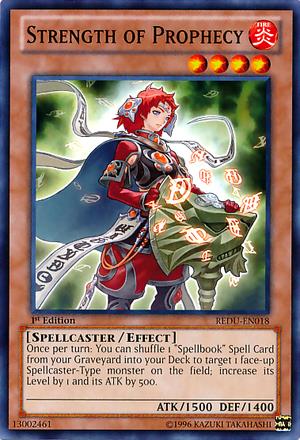 STRENGTH OF PROPHECY
FIRE
炎
1st Edition
REDU-EN018
[SPELLCASTER / EFFECT]
Once per turn: You can shuffle 1 "Spellbook" Spell Card
from your Graveyard into your Deck to target 1 face-up
Spellcaster-Type monster on the field; increase its
Level by 1 and its ATK by 500.
ATK/1500 DEF/1400
13002461
©1996 KAZUKI TAKAHASHI